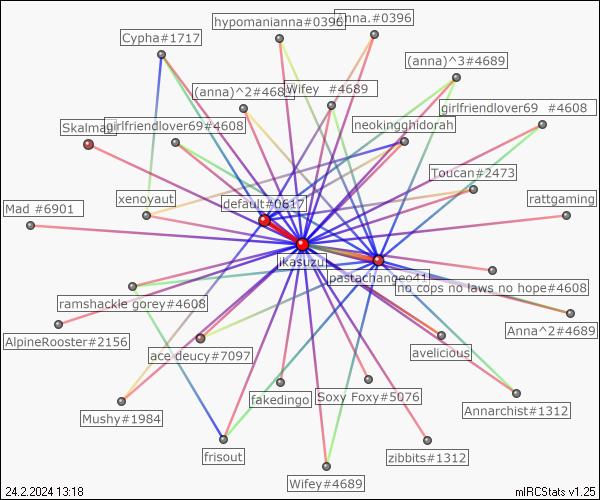 hypomanianna#0396
Anna.#0396
Cypha#1717
(anna)^3#4689
(anna)^2#4689
Wifey #4689
girlfriendlover69 #4608
Skalman
girlfriendlover69#4608
neokingghidorah
Toucan#2473
xenoyaut
default#0617
rattgaming
Mad #6901
ikasuzu
pastachangeo41
no cops no laws no hope#4608
ramshackle gorey#4608
Anna^2#4689
AlpineRooster#2156
ace deucy#7097
avelicious
fakedingo
Soxy Foxy#5076
Annarchist#1312
Mushy#1984
frisout
zibbits#1312
Wifey#4689
24.2.2024 13:18
mIRCStats v1.25